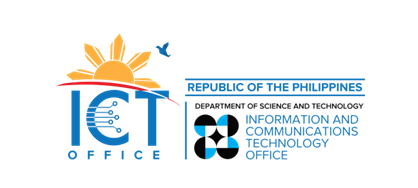 ICT
OFFICE
REPUBLIC OF THE PHILIPPINES
DEPARTMENT OF SCIENCE AND TECHNOLOGY
INFORMATION AND
COMMUNICATIONS
TECHNOLOGY
OFFICE